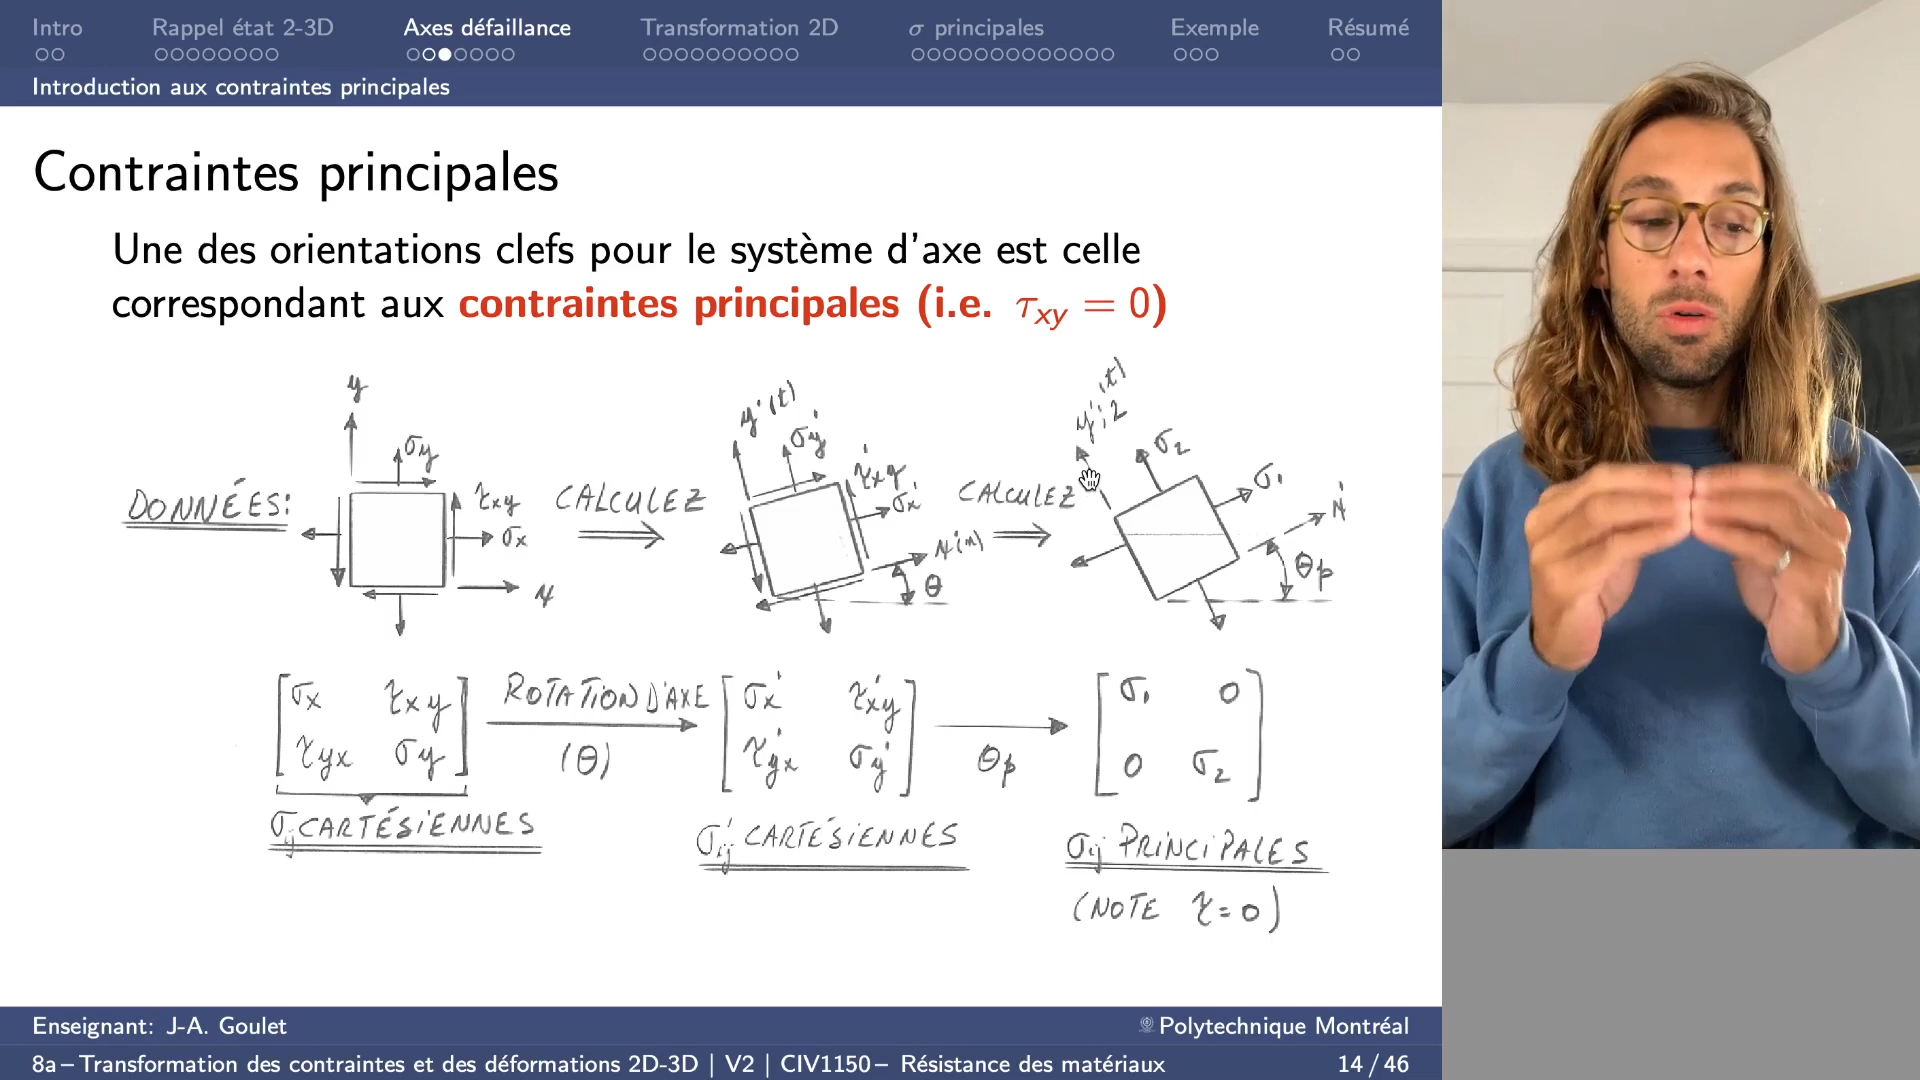 Intro Rappel état 2-3D Axes défaillance Transformation 2D σ principales Exemple Résumé
Introduction aux contraintes principales
Contraintes principales
Une des orientations clefs pour le système d'axe est celle
correspondant aux contraintes principales (i.e. τxy = 0)
y
σy
DONNÉES:
τxy
σx
x
CALCULEZ
y'(t)
σy'
τxy'
σx'
x'(n)
θ
CALCULEZ
y';2
(t)
σ2
σ1
x'
θp
σx τxy
τyx σy
ROTATION D'AXE
(θ)
σx' τxy'
τyx' σy'
θp
σ1 0
0 σ2
σij CARTÉSIENNES
σij' CARTÉSIENNES
σij PRINCIPALES
(NOTE τ=0)
Enseignant: J-A. Goulet
Polytechnique Montréal
8a – Transformation des contraintes et des déformations 2D-3D | V2 | CIV1150 – Résistance des matériaux
14 / 46